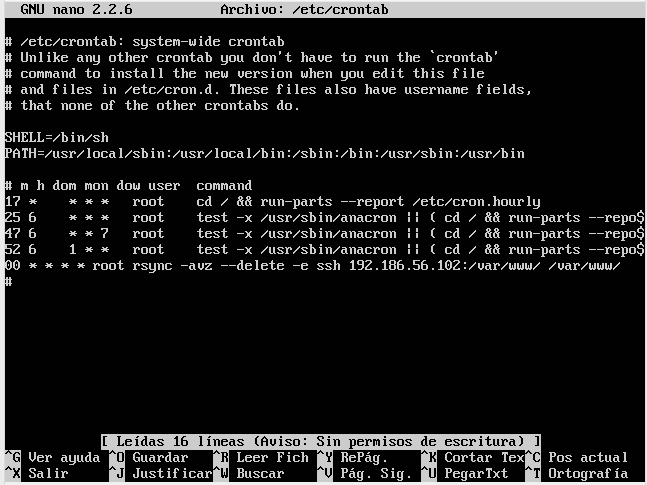 GNU nano 2.2.6 Archivo: /etc/crontab
# /etc/crontab: system-wide crontab
# Unlike any other crontab you don't have to run the `crontab'
# command to install the new version when you edit this file
# and files in /etc/cron.d. These files also have username fields,
# that none of the other crontabs do.
SHELL=/bin/sh
PATH=/usr/local/sbin:/usr/local/bin:/sbin:/bin:/usr/sbin:/usr/bin
# m h dom mon dow user  command
17 *    * * *   root    cd / && run-parts --report /etc/cron.hourly
25 6    * * *   root    test -x /usr/sbin/anacron || ( cd / && run-parts --repo$
47 6    * * 7   root    test -x /usr/sbin/anacron || ( cd / && run-parts --repo$
52 6    1 * *   root    test -x /usr/sbin/anacron || ( cd / && run-parts --repo$
00 * * * * root rsync -avz --delete -e ssh 192.186.56.102:/var/www/ /var/www/
#
[ Leídas 16 líneas (Aviso: Sin permisos de escritura) ]
^G Ver ayuda ^O Guardar ^R Leer Fich ^Y RePág. ^K Cortar Tex ^C Pos actual
^X Salir ^J Justificar ^W Buscar ^V Pág. Sig. ^U PegarTxt ^T Ortografía